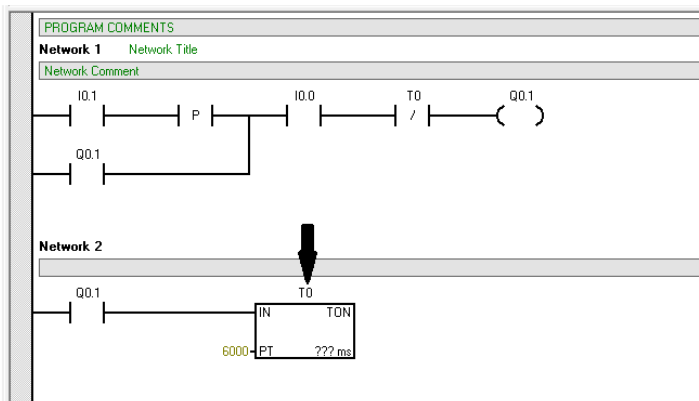 PROGRAM COMMENTS
Network 1 Network Title
Network Comment
I0.1 I0.0 T0 Q0.1
P /
Q0.1
Network 2
Q0.1 T0
IN TON
6000 PT ??? ms